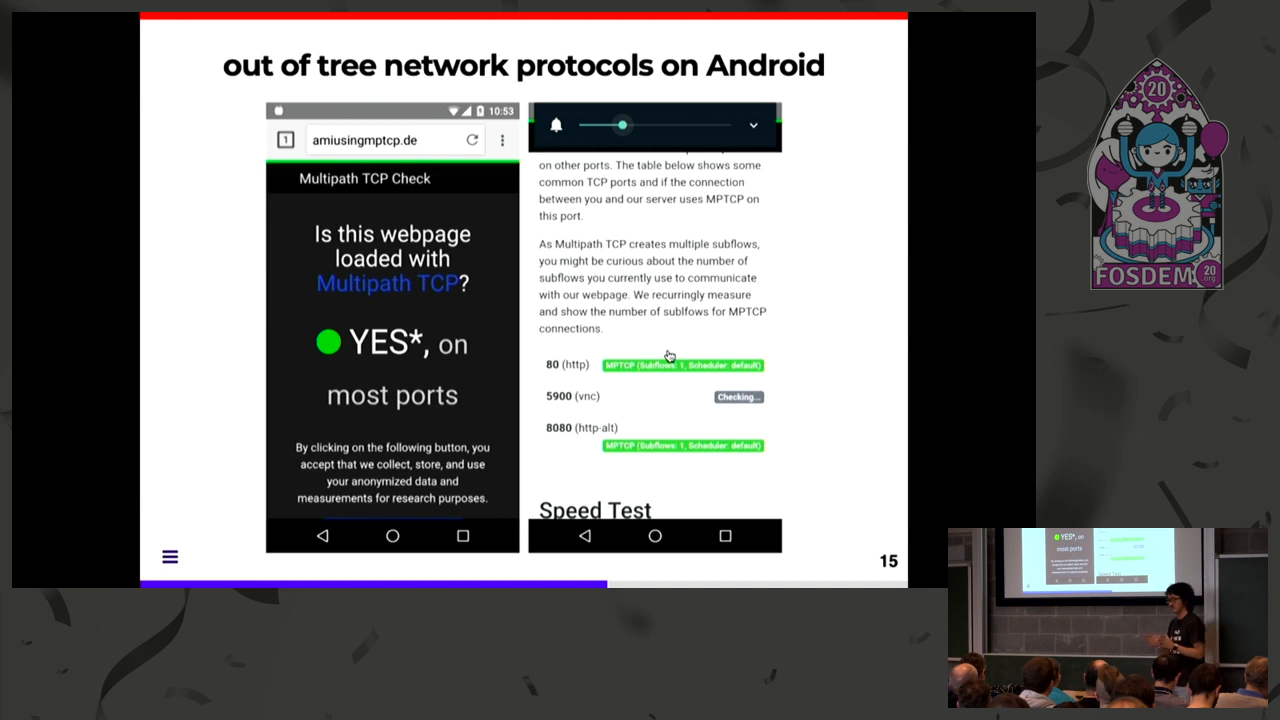 out of tree network protocols on Android
10:53
1
amiusingmptcp.de
Multipath TCP Check
Is this webpage
loaded with
Multipath TCP?
YES*, on
most ports
By clicking on the following button, you
accept that we collect, store, and use
your anonymized data and
measurements for research purposes.
on other ports. The table below shows some
common TCP ports and if the connection
between you and our server uses MPTCP on
this port.
As Multipath TCP creates multiple subflows,
you might be curious about the number of
subflows you currently use to communicate
with our webpage. We recurringly measure
and show the number of sublfows for MPTCP
connections.
80 (http) MPTCP (Subflows: 1, Scheduler: default)
5900 (vnc) Checking...
8080 (http-alt)
MPTCP (Subflows: 1, Scheduler: default)
Speed Test
15
20
FOSDEM 20
.org
YES*, on
most ports